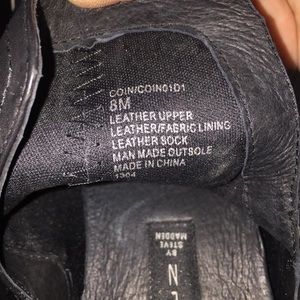 COIN/COIN01D1
8M
LEATHER UPPER
LEATHER/FABRIC LINING
LEATHER SOCK
MAN MADE OUTSOLE
MADE IN CHINA
1304
BY
STEVE
MADDEN